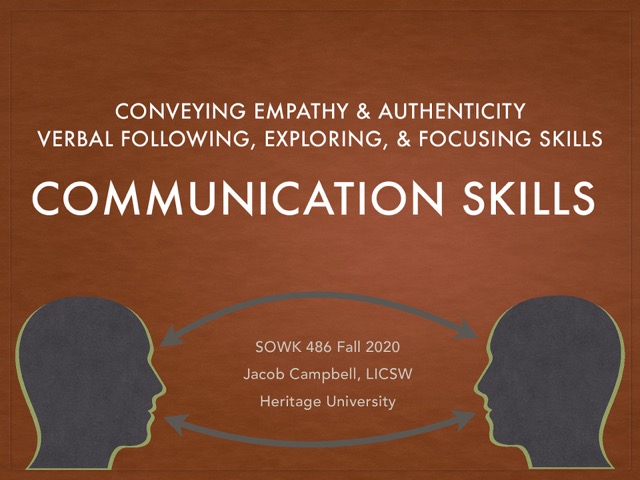 CONVEYING EMPATHY & AUTHENTICITY
VERBAL FOLLOWING, EXPLORING, & FOCUSING SKILLS
COMMUNICATION SKILLS
SOWK 486 Fall 2020
Jacob Campbell, LICSW
Heritage University